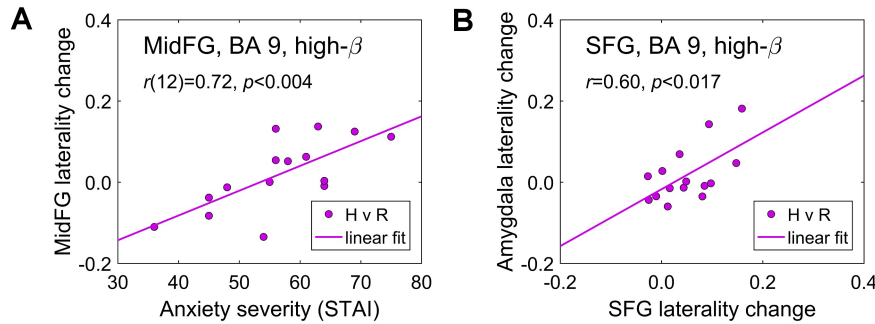 A
MidFG, BA 9, high-β
r(12)=0.72, p<0.004
MidFG laterality change
0.4
0.2
0.0
-0.2
30 40 50 60 70 80
Anxiety severity (STAI)
H v R
linear fit
B
SFG, BA 9, high-β
r=0.60, p<0.017
Amygdala laterality change
0.4
0.2
0.0
-0.2
-0.2 0.0 0.2 0.4
SFG laterality change
H v R
linear fit